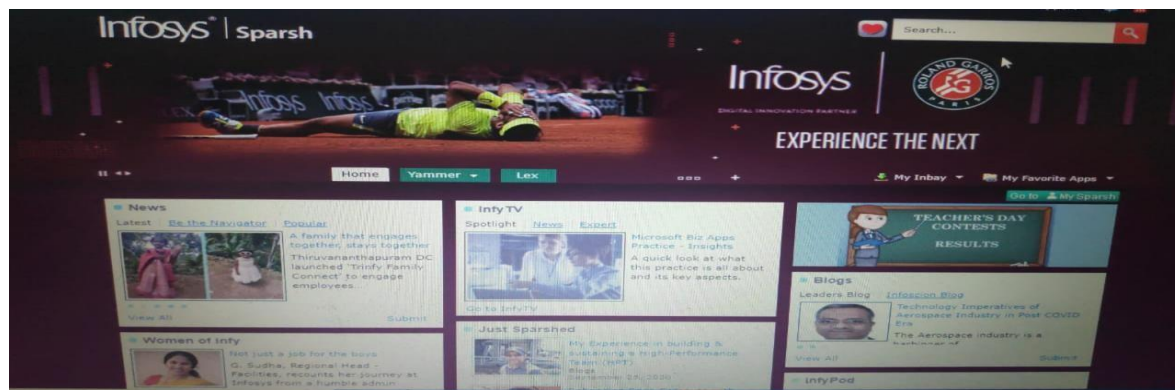 Infosys® | Sparsh
Search...
Infosys Infosys
Infosys
ROLAND GARROS
PARIS
DIGITAL INNOVATION PARTNER
EXPERIENCE THE NEXT
Home Yammer Lex
My Inbay My Favorite Apps
Go to My Sparsh
News
Latest Be the Navigator Popular
A family that engages
together, stays together
Thiruvananthapuram DC
launched "Trinfy Family
Connect" to engage
employees
View All Submit
Women of Infy
Not just a job for the boys
G. Sudha, Regional Head -
Facilities, recounts her journey at
Infosys from a humble admin
InfyTV
Spotlight News Expert
Microsoft Biz Apps
Practice - Insights
A quick look at what
this practice is all about
and its key aspects.
Go to InfyTV
Just Sparshed
My Experience in building &
sustaining a High-Performance
Team (HPT)
Blogs
TEACHER'S DAY
CONTESTS
RESULTS
Blogs
Leaders Blog Infoscion Blog
Technology Imperatives of
Aerospace Industry in Post COVID
Era
The Aerospace industry is a
harbinger of
View All Submit
InfyPod